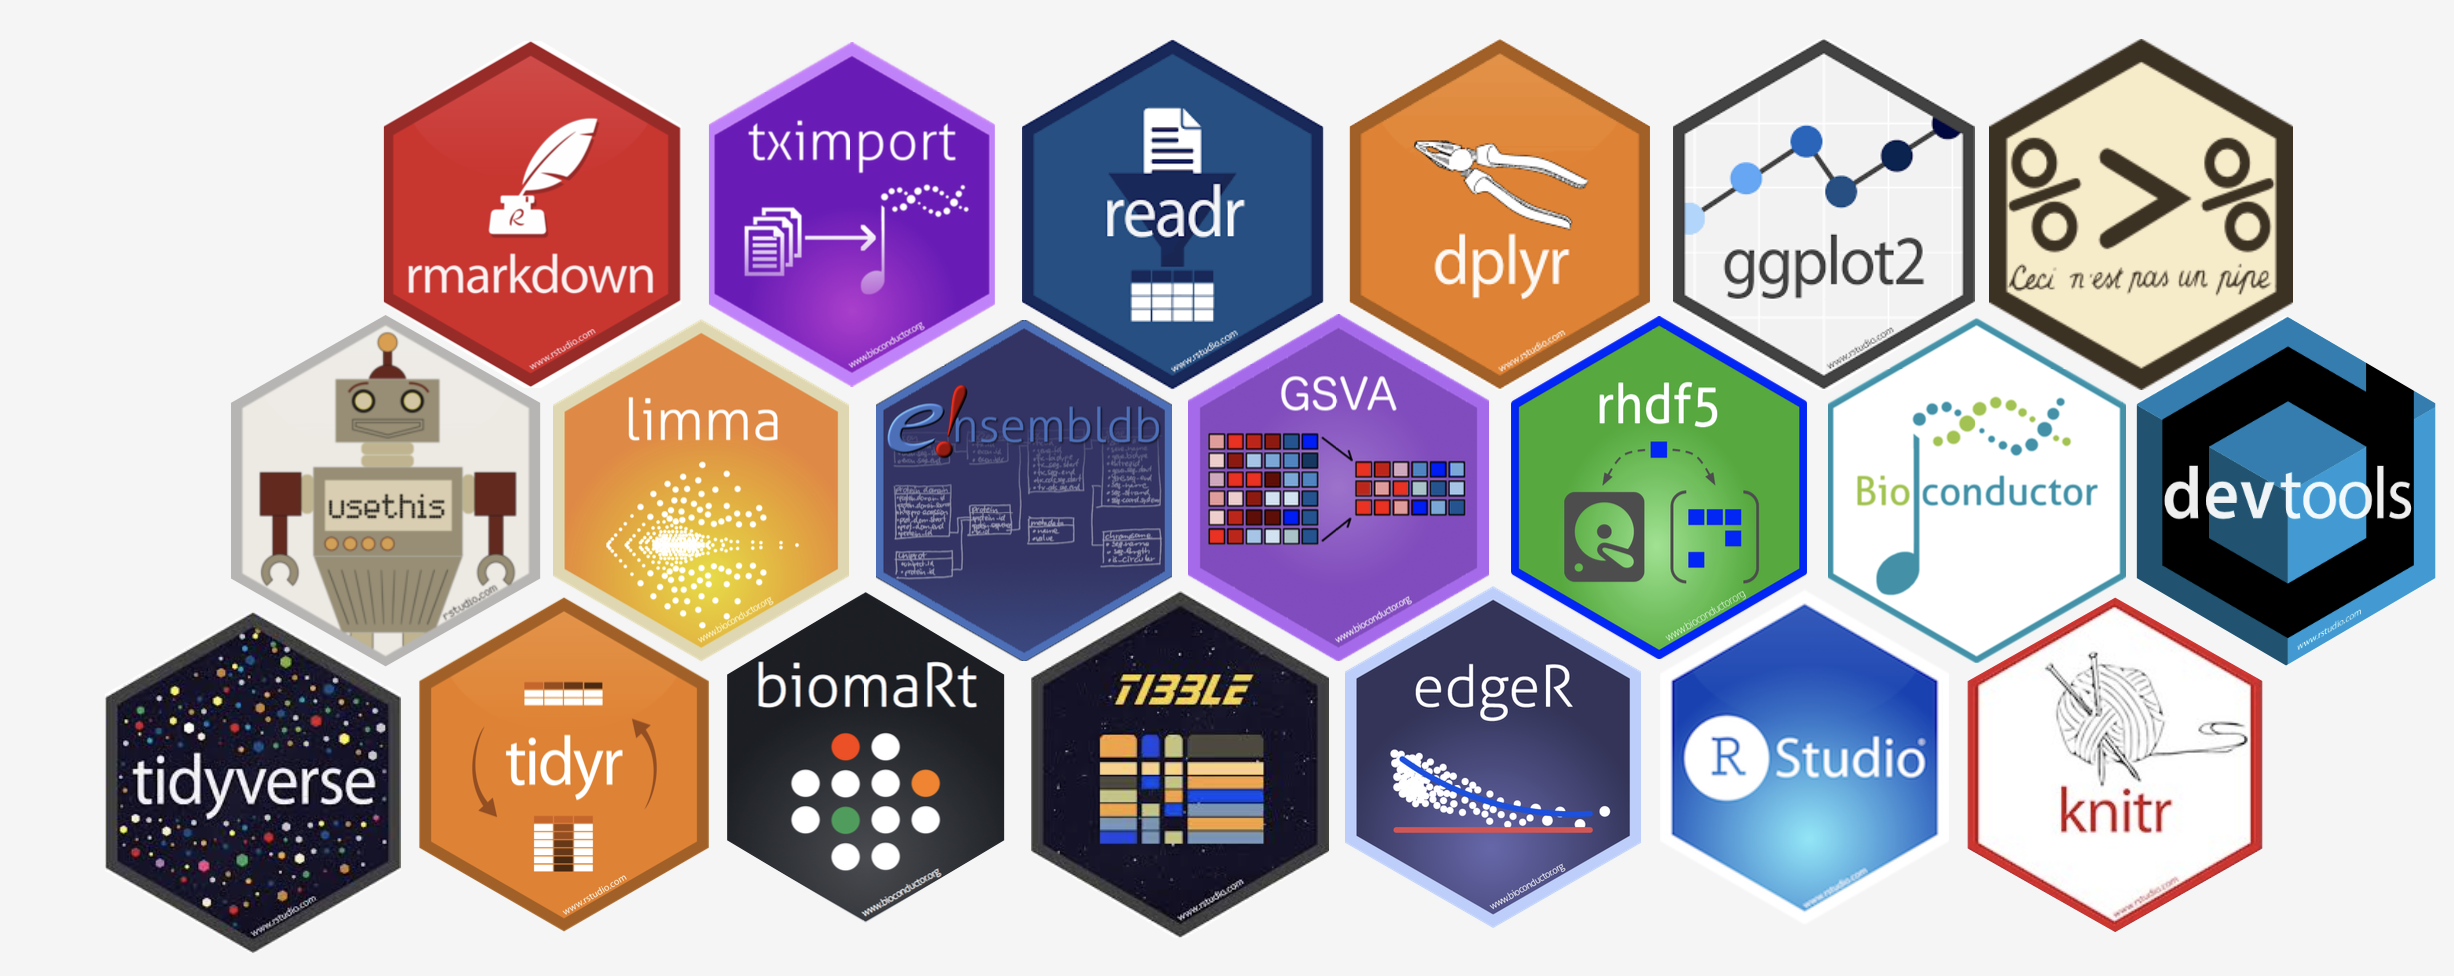 rmarkdown
www.rstudio.com
tximport
www.bioconductor.org
readr
www.rstudio.com
dplyr
www.rstudio.com
ggplot2
www.rstudio.com
%>%
Ceci n'est pas un pipe
usethis
rstudio.com
limma
www.bioconductor.org
e!nsembldb
GSVA
www.bioconductor.org
rhdf5
www.bioconductor.org
Bioconductor
devtools
www.rstudio.com
tidyverse
www.rstudio.com
tidyr
www.rstudio.com
biomaRt
www.bioconductor.org
TIBBLE
www.rstudio.com
edgeR
www.bioconductor.org
R Studio
www.rstudio.com
knitr
www.rstudio.com